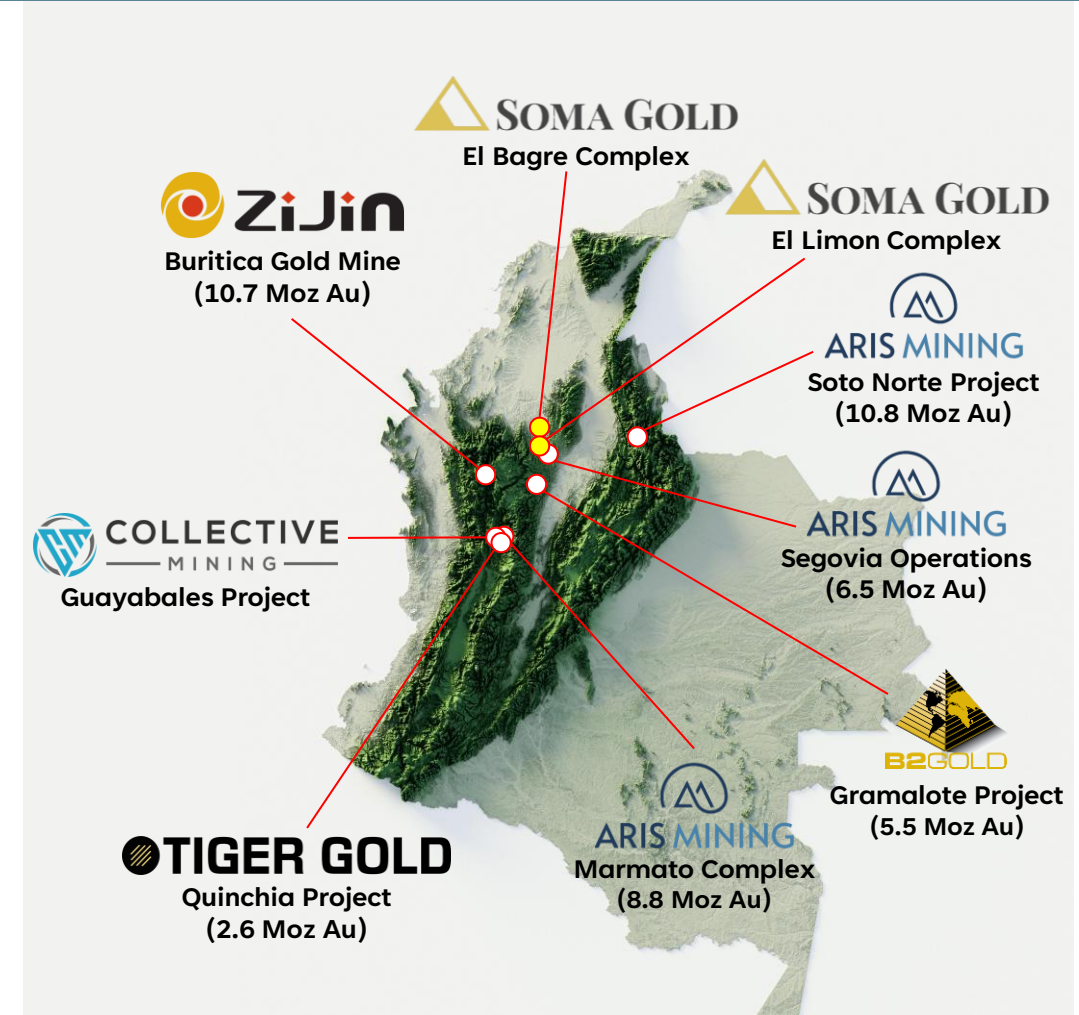 SOMA GOLD
El Bagre Complex
SOMA GOLD
El Limon Complex
ZiJin
Buritica Gold Mine
(10.7 Moz Au)
ARIS MINING
Soto Norte Project
(10.8 Moz Au)
ARIS MINING
Segovia Operations
(6.5 Moz Au)
COLLECTIVE
MINING
Guayabales Project
B2GOLD
Gramalote Project
(5.5 Moz Au)
ARIS MINING
Marmato Complex
(8.8 Moz Au)
TIGER GOLD
Quinchia Project
(2.6 Moz Au)